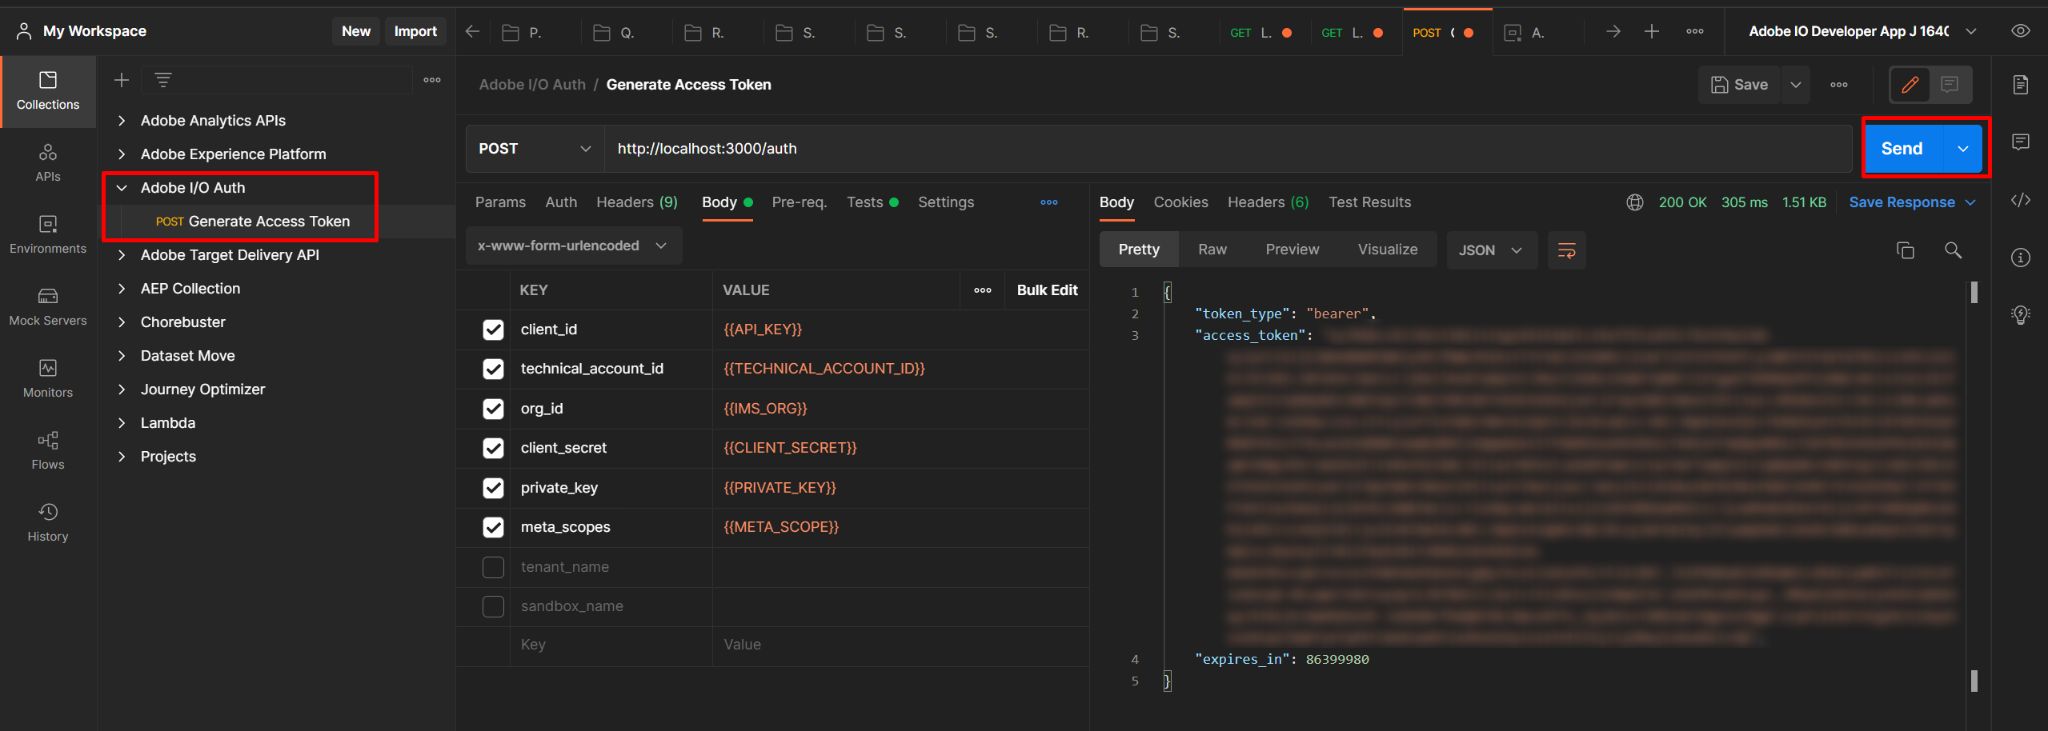 My Workspace
New
Import
P.
Q.
R.
S.
S.
S.
R.
S.
GET L.
GET L.
POST
A.
Adobe IO Developer App J 1640
Collections
APIs
Environments
Mock Servers
Monitors
Flows
History
Adobe Analytics APIs
Adobe Experience Platform
Adobe I/O Auth
POST Generate Access Token
Adobe Target Delivery API
AEP Collection
Chorebuster
Dataset Move
Journey Optimizer
Lambda
Projects
Adobe I/O Auth / Generate Access Token
Save
POST
http://localhost:3000/auth
Send
Params Auth Headers (9) Body Pre-req. Tests Settings
x-www-form-urlencoded
KEY VALUE Bulk Edit
client_id {{API_KEY}}
technical_account_id {{TECHNICAL_ACCOUNT_ID}}
org_id {{IMS_ORG}}
client_secret {{CLIENT_SECRET}}
private_key {{PRIVATE_KEY}}
meta_scopes {{META_SCOPE}}
tenant_name
sandbox_name
Key Value
Body Cookies Headers (6) Test Results
200 OK 305 ms 1.51 KB Save Response
Pretty Raw Preview Visualize JSON
1 {
2 "token_type": "bearer",
3 "access_token":
4 "expires_in": 86399980
5 }